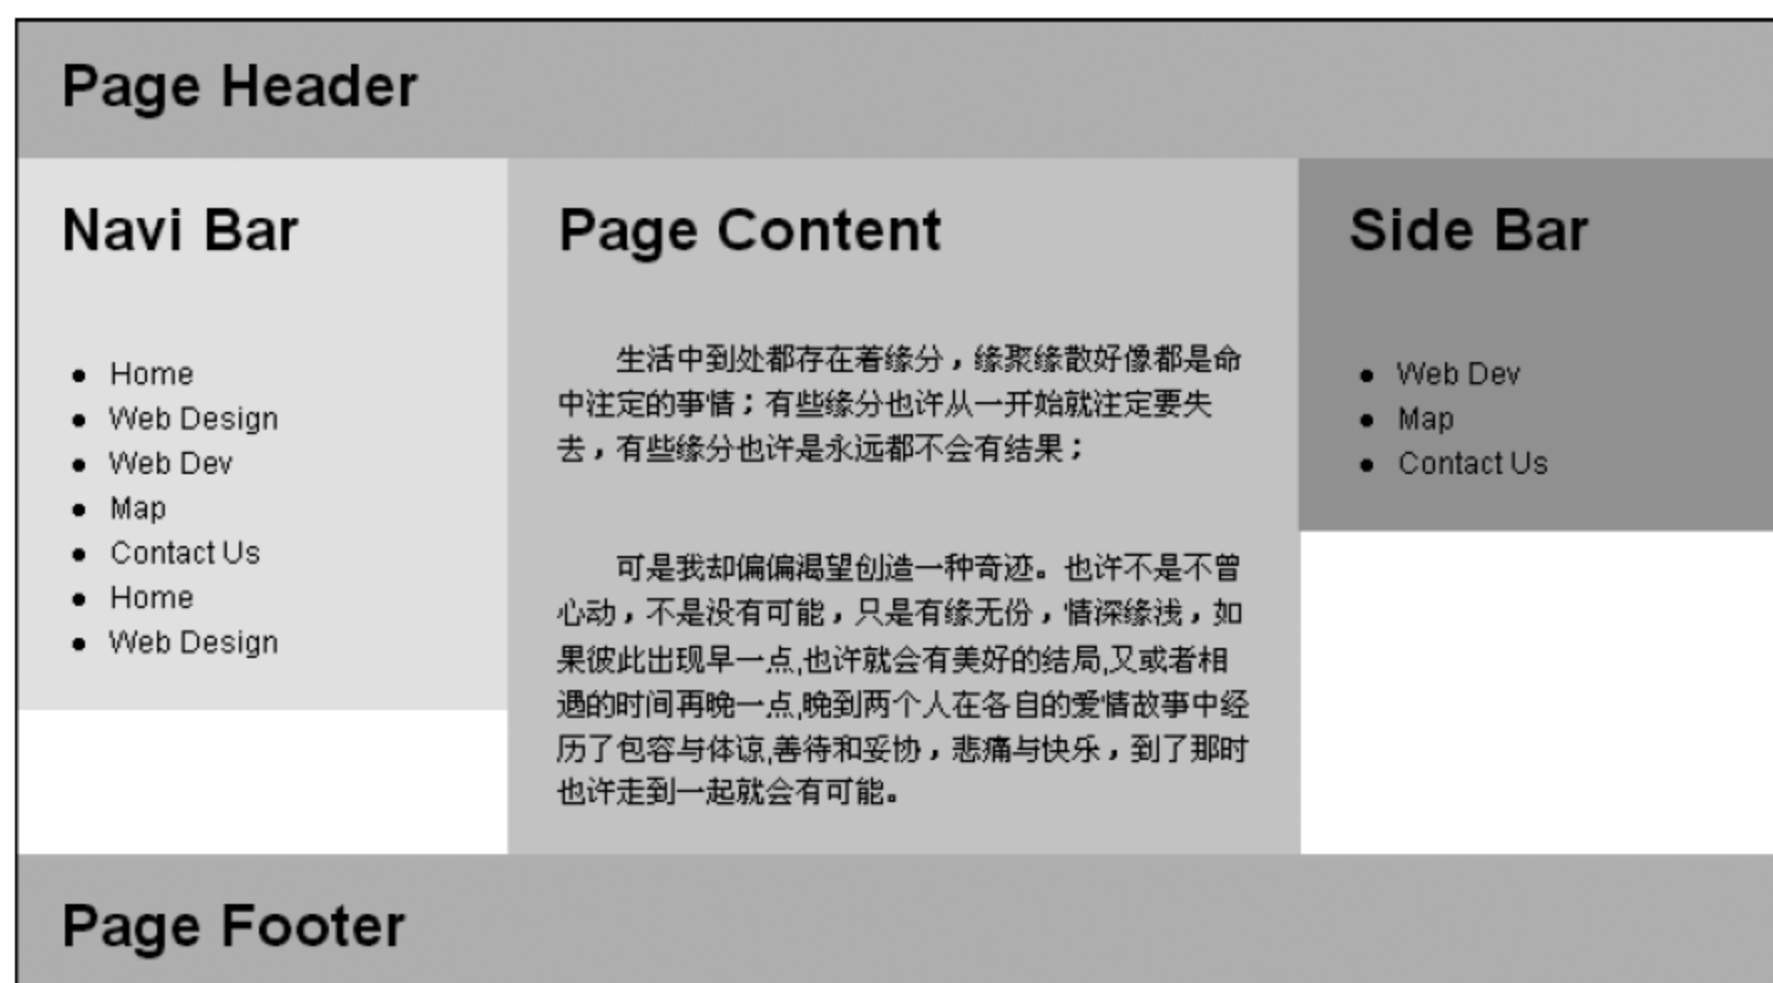 Page Header
Navi Bar
Home
Web Design
Web Dev
Map
Contact Us
Home
Web Design
Page Content
生活中到处都存在着缘分，缘聚缘散好像都是命
中注定的事情；有些缘分也许从一开始就注定要失
去，有些缘分也许是永远都不会有结果；
可是我却偏偏渴望创造一种奇迹。也许不是不曾
心动，不是没有可能，只是有缘无份，情深缘浅，如
果彼此出现早一点,也许就会有美好的结局,又或者相
遇的时间再晚一点,晚到两个人在各自的爱情故事中经
历了包容与体谅,善待和妥协，悲痛与快乐，到了那时
也许走到一起就会有可能。
Side Bar
Web Dev
Map
Contact Us
Page Footer